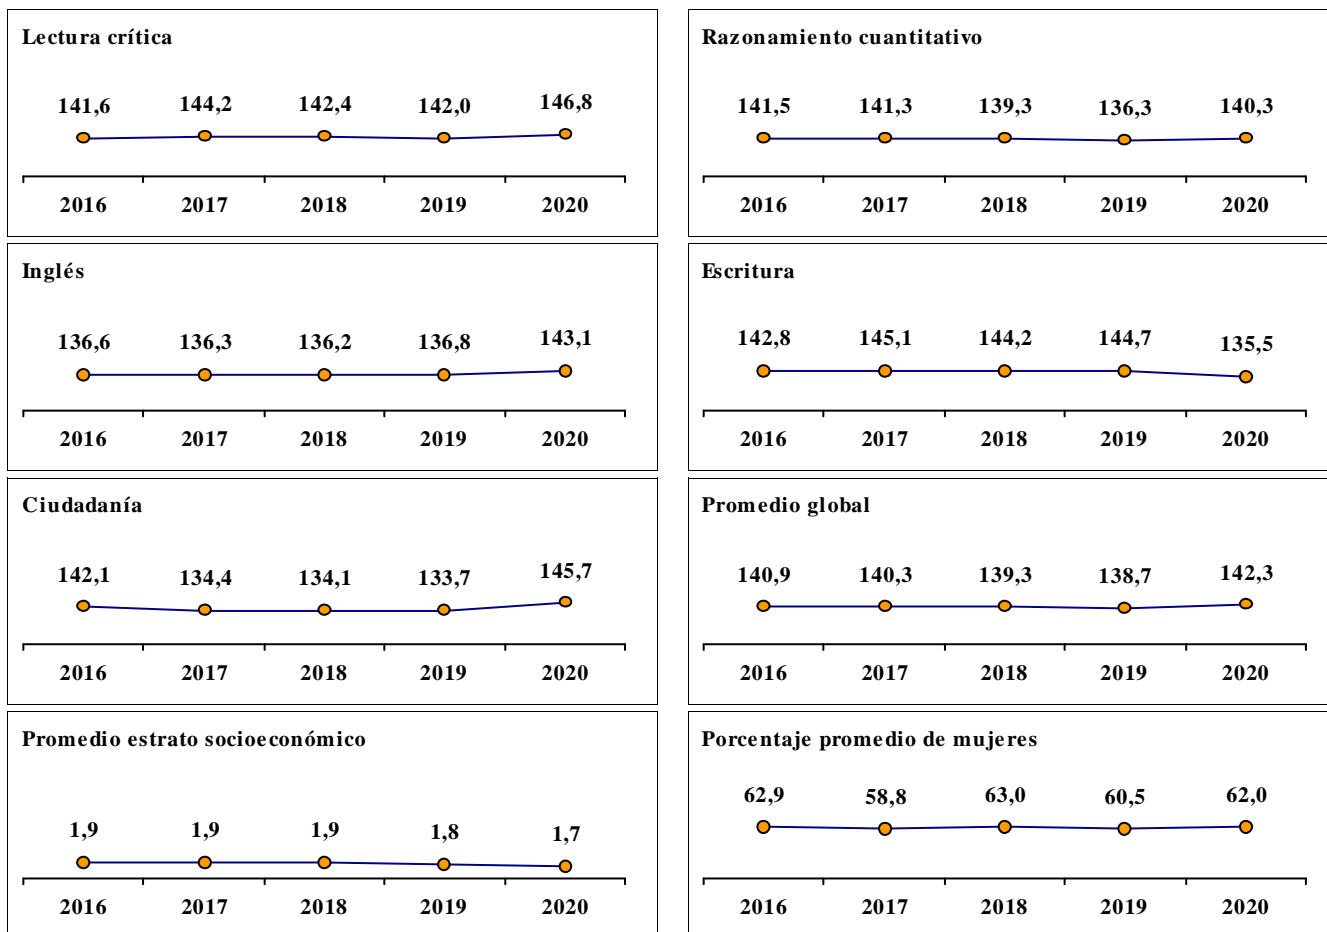 Lectura crítica
141,6 144,2 142,4 142,0 146,8
2016 2017 2018 2019 2020
Razonamiento cuantitativo
141,5 141,3 139,3 136,3 140,3
2016 2017 2018 2019 2020
Inglés
136,6 136,3 136,2 136,8 143,1
2016 2017 2018 2019 2020
Escritura
142,8 145,1 144,2 144,7 135,5
2016 2017 2018 2019 2020
Ciudadanía
142,1 134,4 134,1 133,7 145,7
2016 2017 2018 2019 2020
Promedio global
140,9 140,3 139,3 138,7 142,3
2016 2017 2018 2019 2020
Promedio estrato socioeconómico
1,9 1,9 1,9 1,8 1,7
2016 2017 2018 2019 2020
Porcentaje promedio de mujeres
62,9 58,8 63,0 60,5 62,0
2016 2017 2018 2019 2020